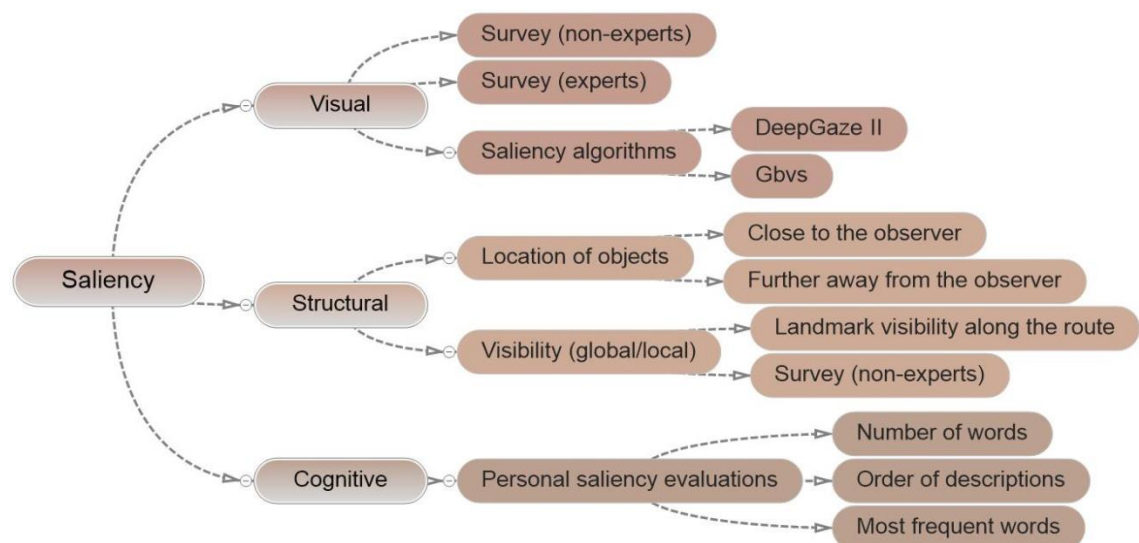 Saliency
Visual
Survey (non-experts)
Survey (experts)
Saliency algorithms
DeepGaze II
Gbvs
Structural
Location of objects
Close to the observer
Further away from the observer
Visibility (global/local)
Landmark visibility along the route
Survey (non-experts)
Cognitive
Personal saliency evaluations
Number of words
Order of descriptions
Most frequent words